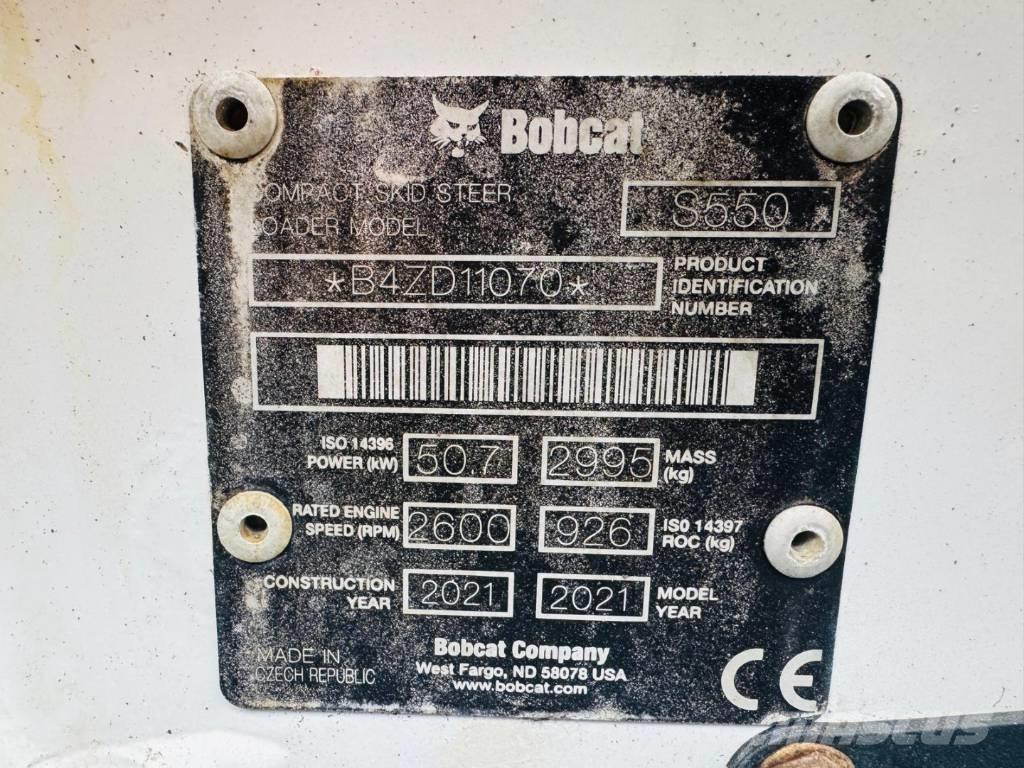 Bobcat
COMPACT SKID STEER
LOADER MODEL
S550
*B4ZD11070*
PRODUCT
IDENTIFICATION
NUMBER
ISO 14396
POWER (kW)
50.7
2995
MASS
(kg)
RATED ENGINE
SPEED (RPM)
2600
926
ISO 14397
ROC (kg)
CONSTRUCTION
YEAR
2021
2021
MODEL
YEAR
MADE IN
CZECH REPUBLIC
Bobcat Company
West Fargo, ND 58078 USA
www.bobcat.com
CE
MASCUS